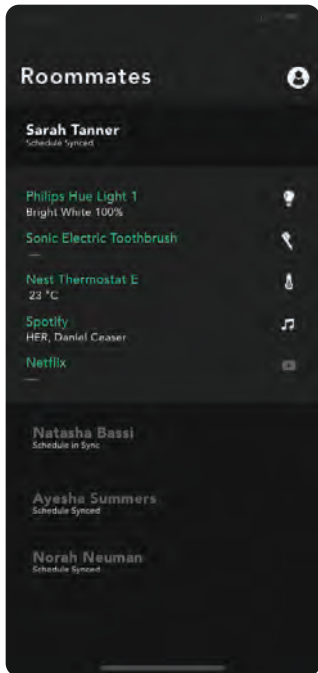 Roommates
Sarah Tanner
Schedule Synced
Philips Hue Light 1
Bright White 100%
Sonic Electric Toothbrush
—
Nest Thermostat E
23 °C
Spotify
HER, Daniel Ceaser
Netflix
—
Natasha Bassi
Schedule in Sync
Ayesha Summers
Schedule Synced
Norah Neuman
Schedule Synced